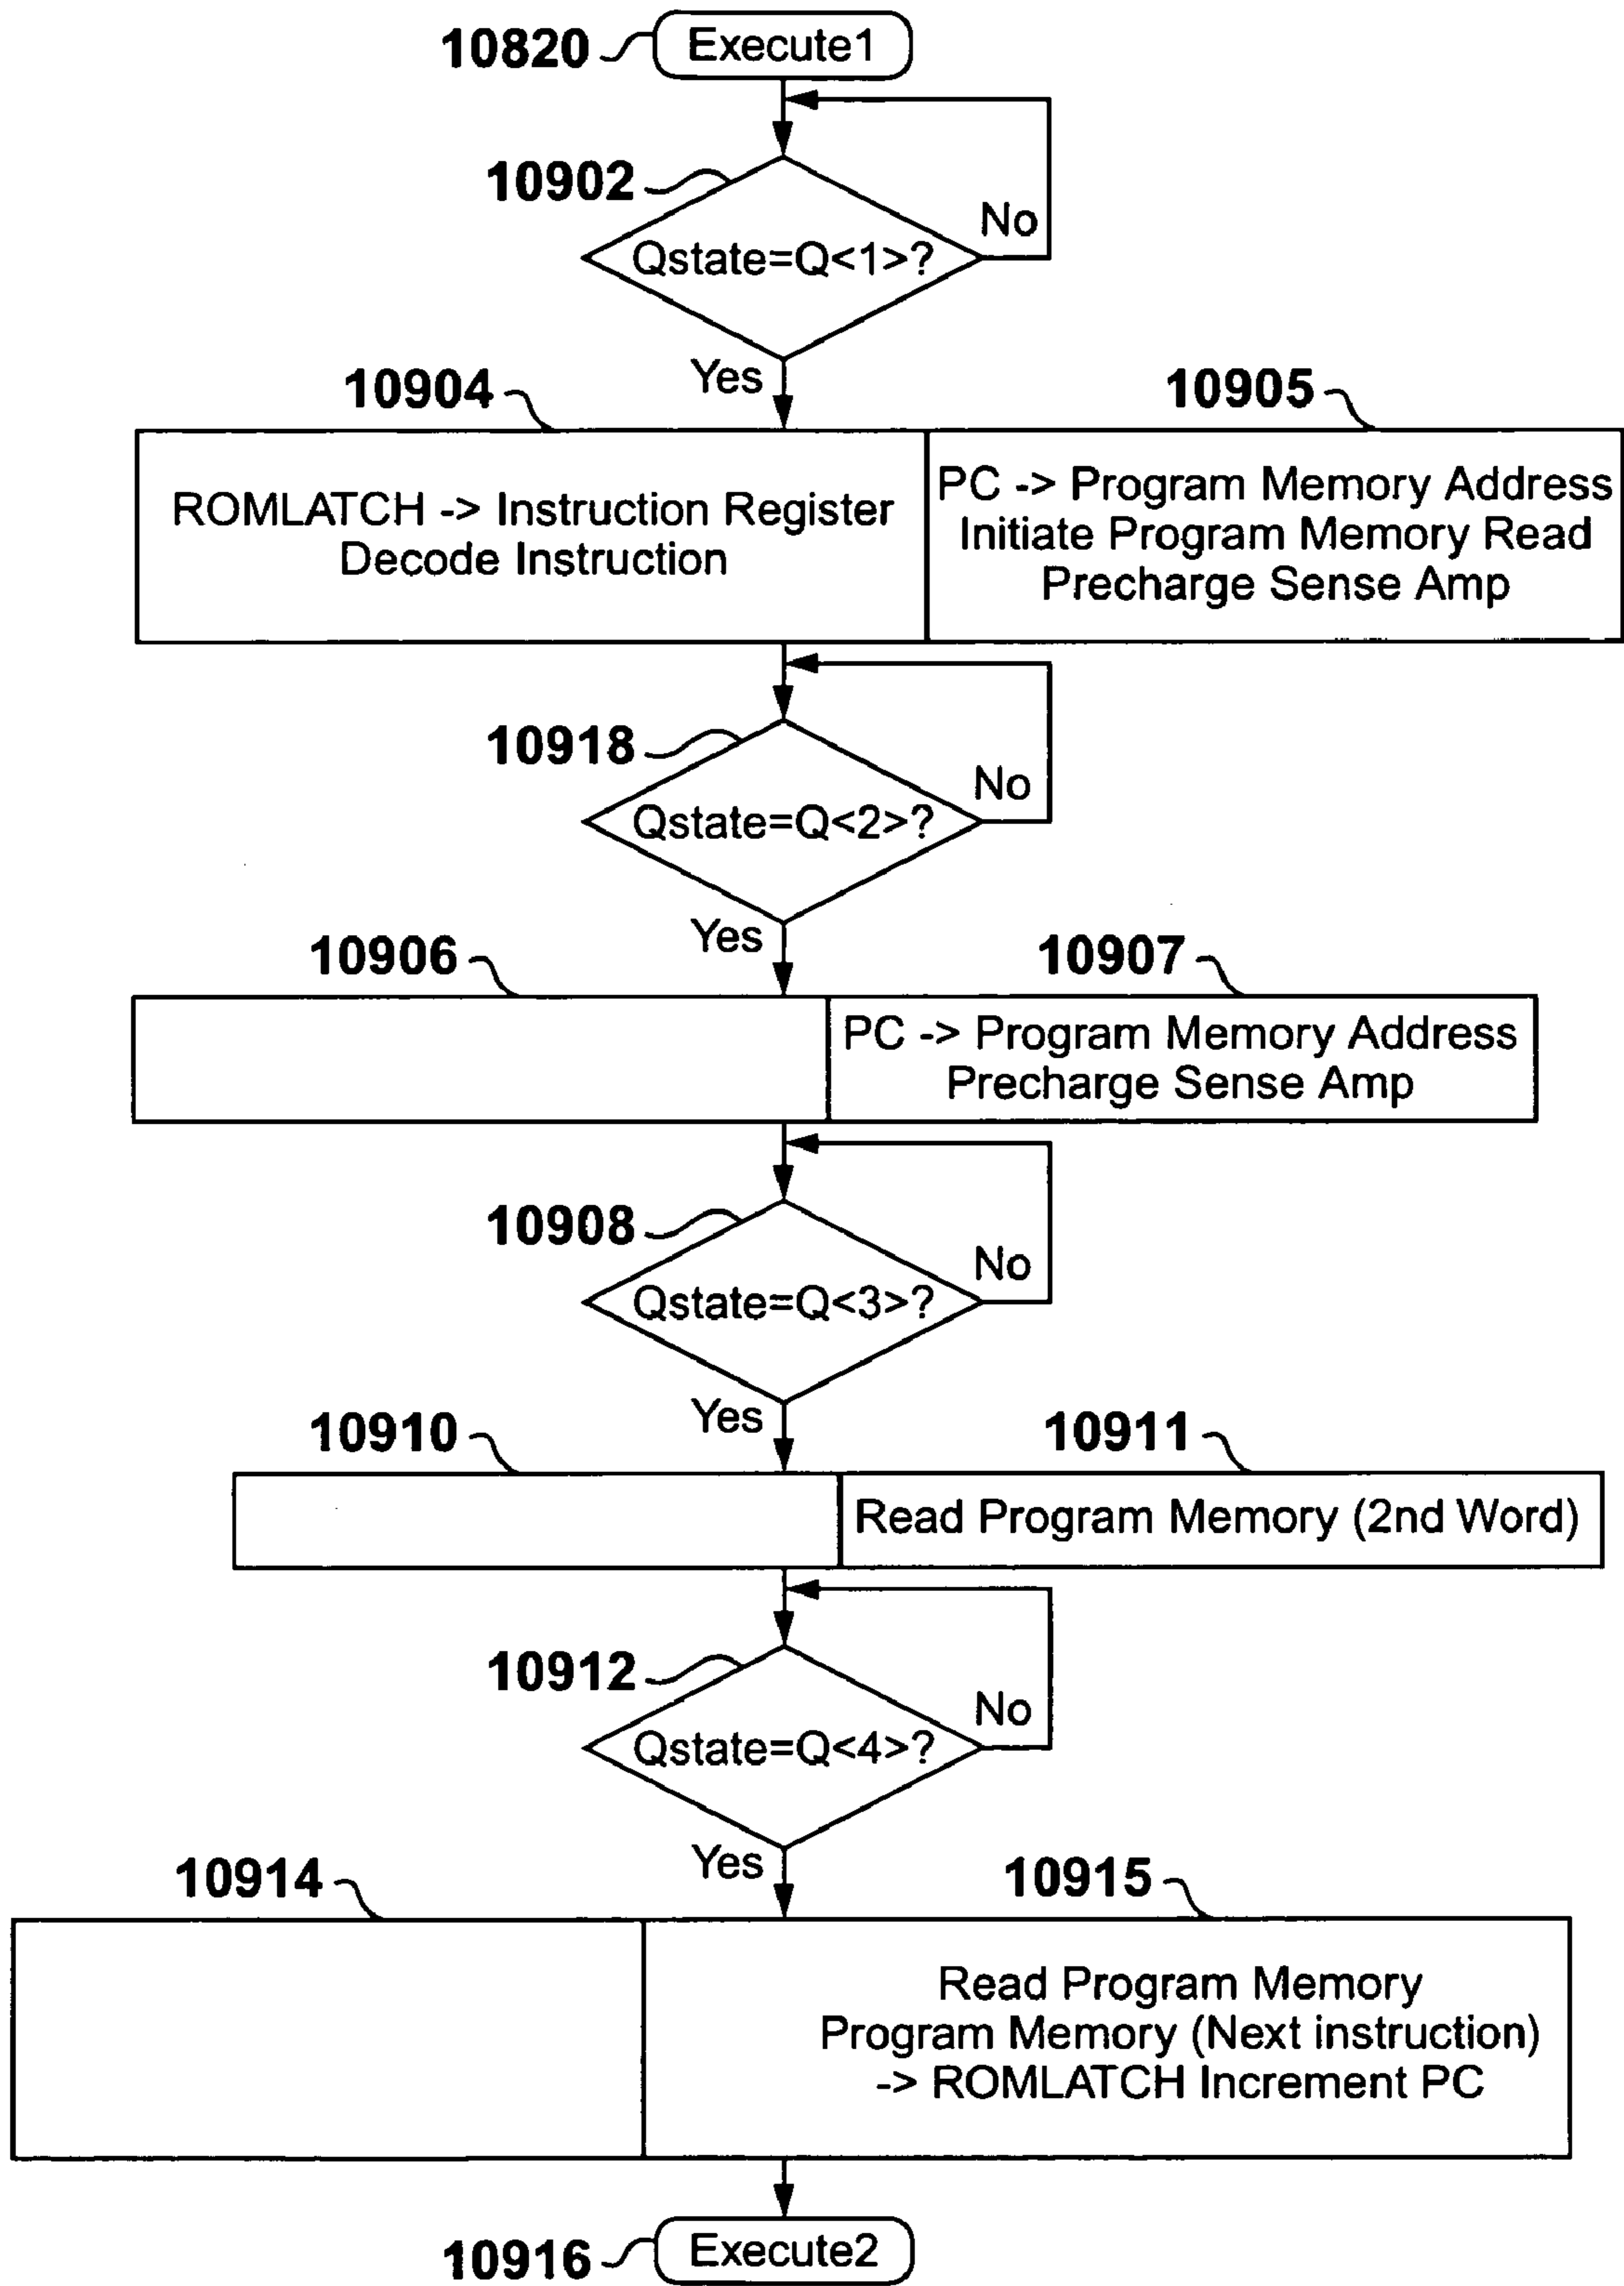 10820
Execute1
10902
No
Qstate=Q<1>?
Yes
10904
10905
ROMLATCH -> Instruction Register
Decode Instruction
PC -> Program Memory Address
Initiate Program Memory Read
Precharge Sense Amp
10918
No
Qstate=Q<2>?
Yes
10906
10907
PC -> Program Memory Address
Precharge Sense Amp
10908
No
Qstate=Q<3>?
Yes
10910
10911
Read Program Memory (2nd Word)
10912
No
Qstate=Q<4>?
Yes
10914
10915
Read Program Memory
Program Memory (Next instruction)
-> ROMLATCH Increment PC
10916
Execute2